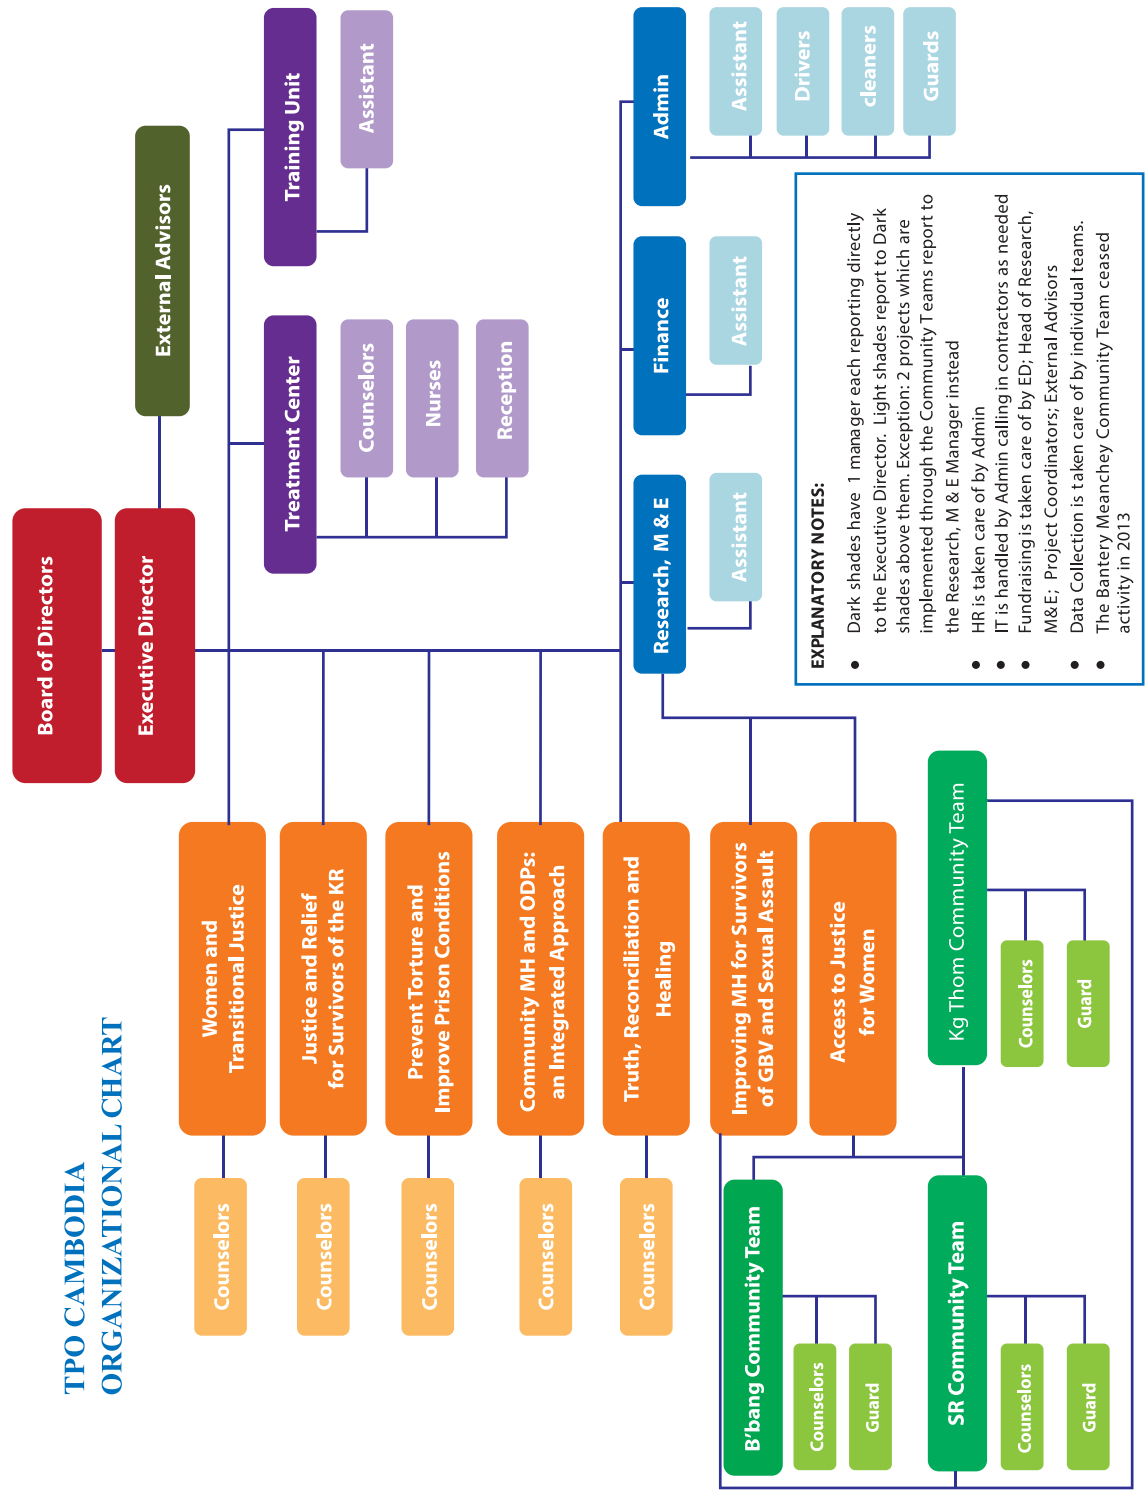 TPO CAMBODIA
ORGANIZATIONAL CHART
Board of Directors
Executive Director
External Advisors
Women and
Transitional Justice
Counselors
Justice and Relief
for Survivors of the KR
Counselors
Prevent Torture and
Improve Prison Conditions
Counselors
Community MH and ODPs:
an Integrated Approach
Counselors
Truth, Reconciliation and
Healing
Counselors
Improving MH for Survivors
of GBV and Sexual Assault
Access to Justice
for Women
Treatment Center
Counselors
Nurses
Reception
Training Unit
Assistant
Research, M & E
Assistant
Finance
Assistant
Admin
Assistant
Drivers
cleaners
Guards
B'bang Community Team
Counselors
Guard
SR Community Team
Counselors
Guard
Kg Thom Community Team
Counselors
Guard
EXPLANATORY NOTES:
• Dark shades have 1 manager each reporting directly
to the Executive Director. Light shades report to Dark
shades above them. Exception: 2 projects which are
implemented through the Community Teams report to
the Research, M & E Manager instead
• HR is taken care of by Admin
• IT is handled by Admin calling in contractors as needed
• Fundraising is taken care of by ED; Head of Research,
M&E; Project Coordinators; External Advisors
• Data Collection is taken care of by individual teams.
• The Bantery Meanchey Community Team ceased
activity in 2013